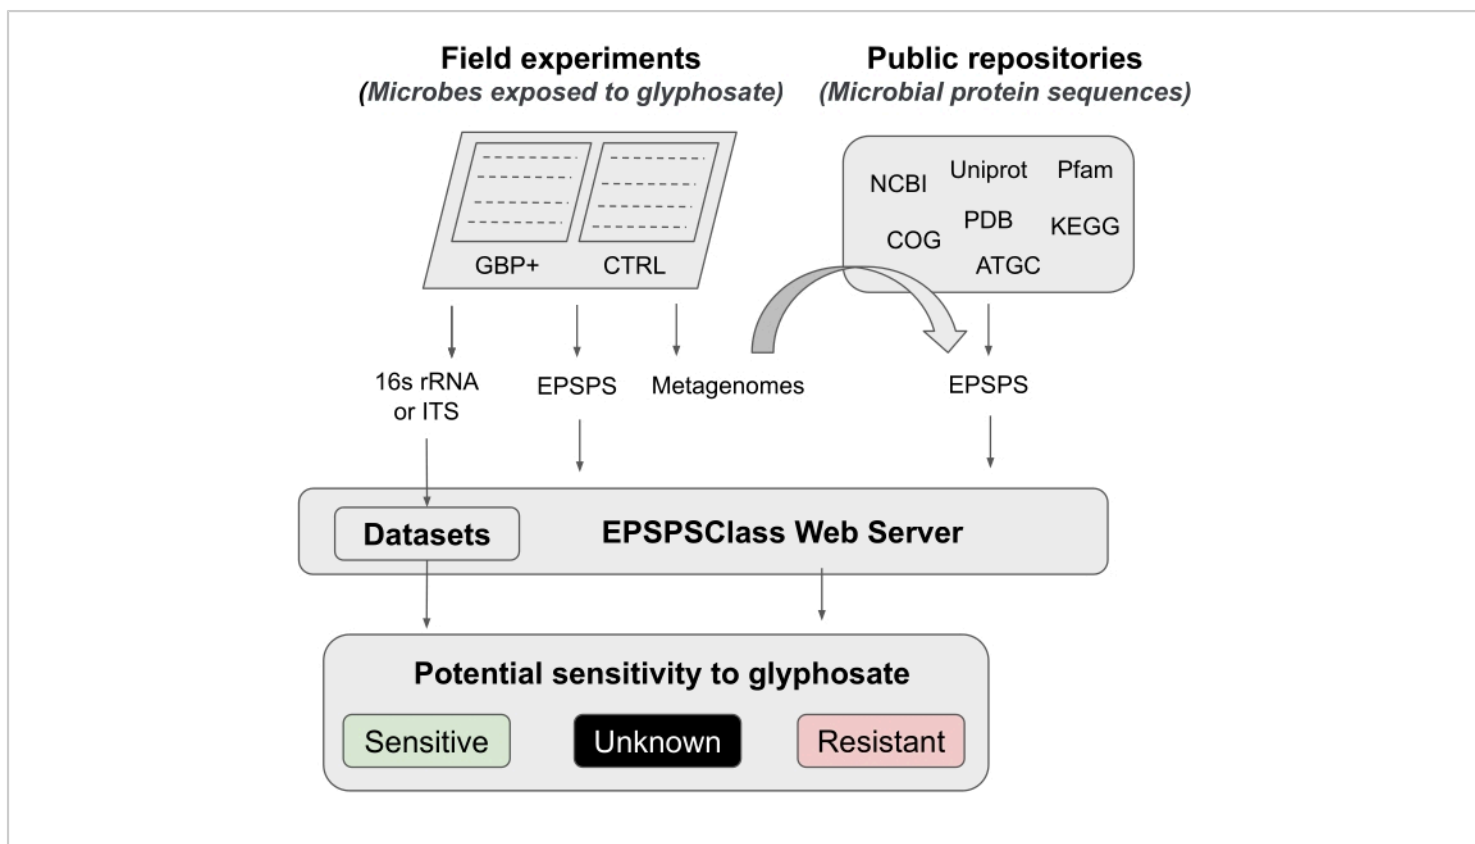 Field experiments
(Microbes exposed to glyphosate)
Public repositories
(Microbial protein sequences)
GBP+
CTRL
NCBI
Uniprot
Pfam
COG
PDB
KEGG
ATGC
16s rRNA
or ITS
EPSPS
Metagenomes
EPSPS
Datasets
EPSPSClass Web Server
Potential sensitivity to glyphosate
Sensitive
Unknown
Resistant